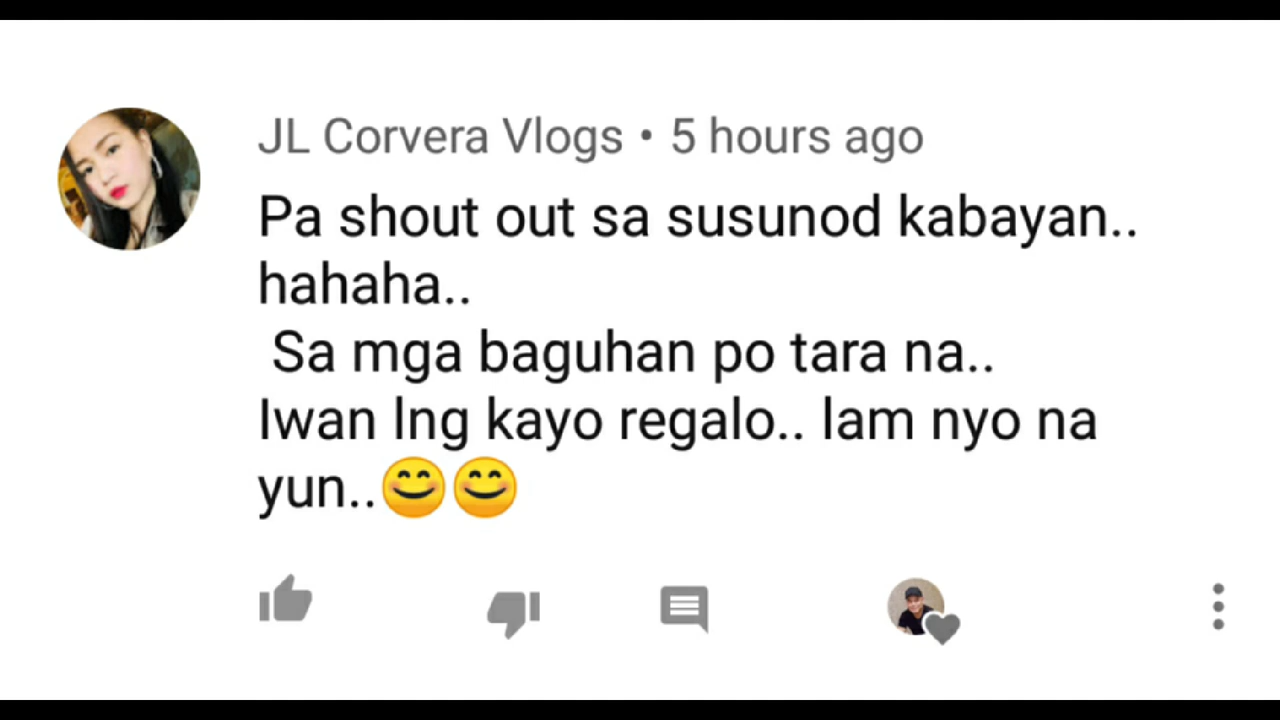 JL Corvera Vlogs • 5 hours ago
Pa shout out sa susunod kabayan..
hahaha..
Sa mga baguhan po tara na..
Iwan lng kayo regalo.. lam nyo na
yun..😊😊